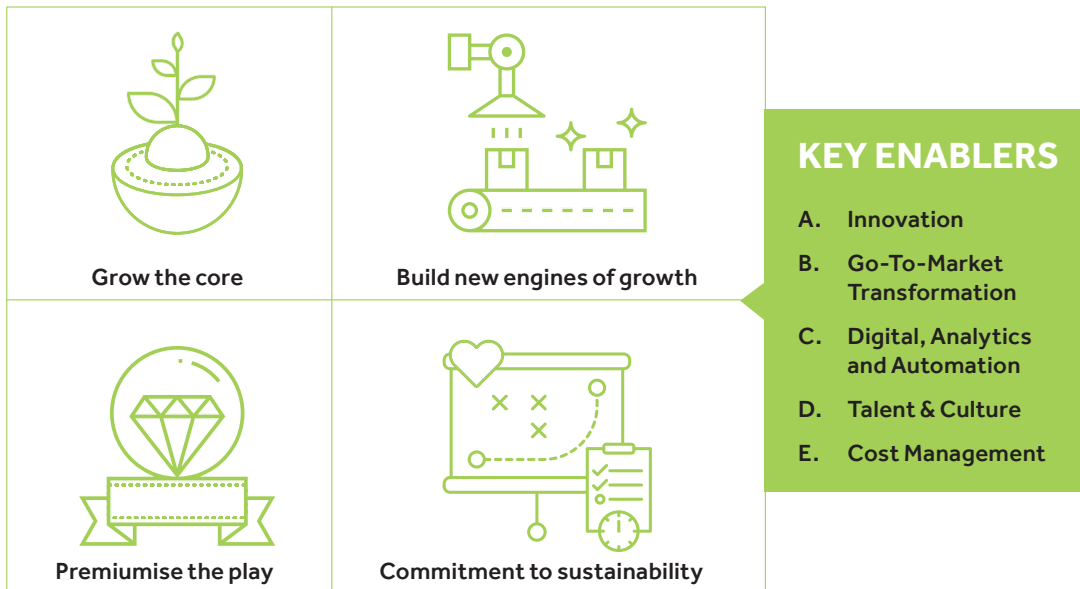 Grow the core
Build new engines of growth
Premiumise the play
Commitment to sustainability
KEY ENABLERS
A. Innovation
B. Go-To-Market
Transformation
C. Digital, Analytics
and Automation
D. Talent & Culture
E. Cost Management